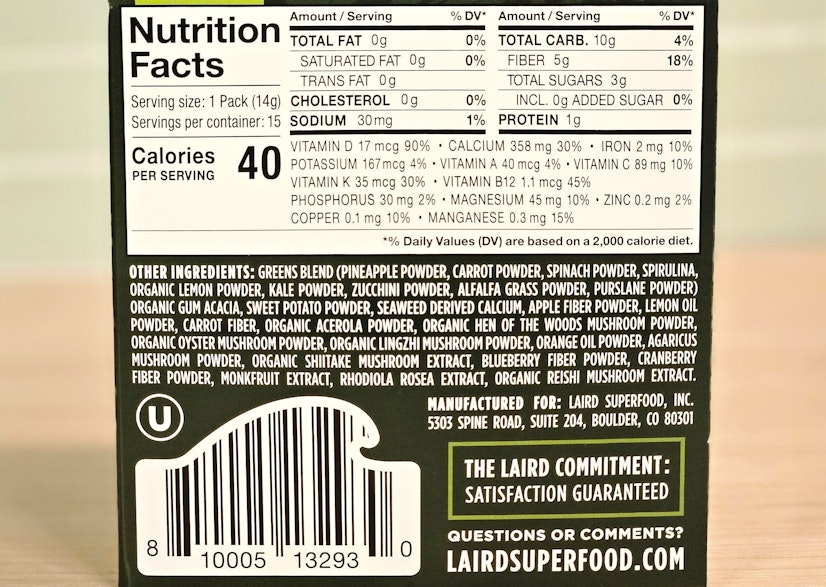 Nutrition
Facts
Serving size: 1 Pack (14g)
Servings per container: 15
Calories
PER SERVING
40
Amount / Serving % DV*
TOTAL FAT 0g 0%
SATURATED FAT 0g 0%
TRANS FAT 0g
CHOLESTEROL 0g 0%
SODIUM 30mg 1%
Amount / Serving % DV*
TOTAL CARB. 10g 4%
FIBER 5g 18%
TOTAL SUGARS 3g
INCL. 0g ADDED SUGAR 0%
PROTEIN 1g
VITAMIN D 17 mcg 90% • CALCIUM 358 mg 30% • IRON 2 mg 10%
POTASSIUM 167 mcg 4% • VITAMIN A 40 mcg 4% • VITAMIN C 89 mg 10%
VITAMIN K 35 mcg 30% • VITAMIN B12 1.1 mcg 45%
PHOSPHORUS 30 mg 2% • MAGNESIUM 45 mg 10% • ZINC 0.2 mg 2%
COPPER 0.1 mg 10% • MANGANESE 0.3 mg 15%
*% Daily Values (DV) are based on a 2,000 calorie diet.
OTHER INGREDIENTS: GREENS BLEND (PINEAPPLE POWDER, CARROT POWDER, SPINACH POWDER, SPIRULINA,
ORGANIC LEMON POWDER, KALE POWDER, ZUCCHINI POWDER, ALFALFA GRASS POWDER, PURSLANE POWDER)
ORGANIC GUM ACACIA, SWEET POTATO POWDER, SEAWEED DERIVED CALCIUM, APPLE FIBER POWDER, LEMON OIL
POWDER, CARROT FIBER, ORGANIC ACEROLA POWDER, ORGANIC HEN OF THE WOODS MUSHROOM POWDER,
ORGANIC OYSTER MUSHROOM POWDER, ORGANIC LINGZHI MUSHROOM POWDER, ORANGE OIL POWDER, AGARICUS
MUSHROOM POWDER, ORGANIC SHIITAKE MUSHROOM EXTRACT, BLUEBERRY FIBER POWDER, CRANBERRY
FIBER POWDER, MONKFRUIT EXTRACT, RHODIOLA ROSEA EXTRACT, ORGANIC REISHI MUSHROOM EXTRACT.
U
MANUFACTURED FOR: LAIRD SUPERFOOD, INC.
5303 SPINE ROAD, SUITE 204, BOULDER, CO 80301
THE LAIRD COMMITMENT:
SATISFACTION GUARANTEED
QUESTIONS OR COMMENTS?
LAIRDSUPERFOOD.COM
8 10005 13293 0